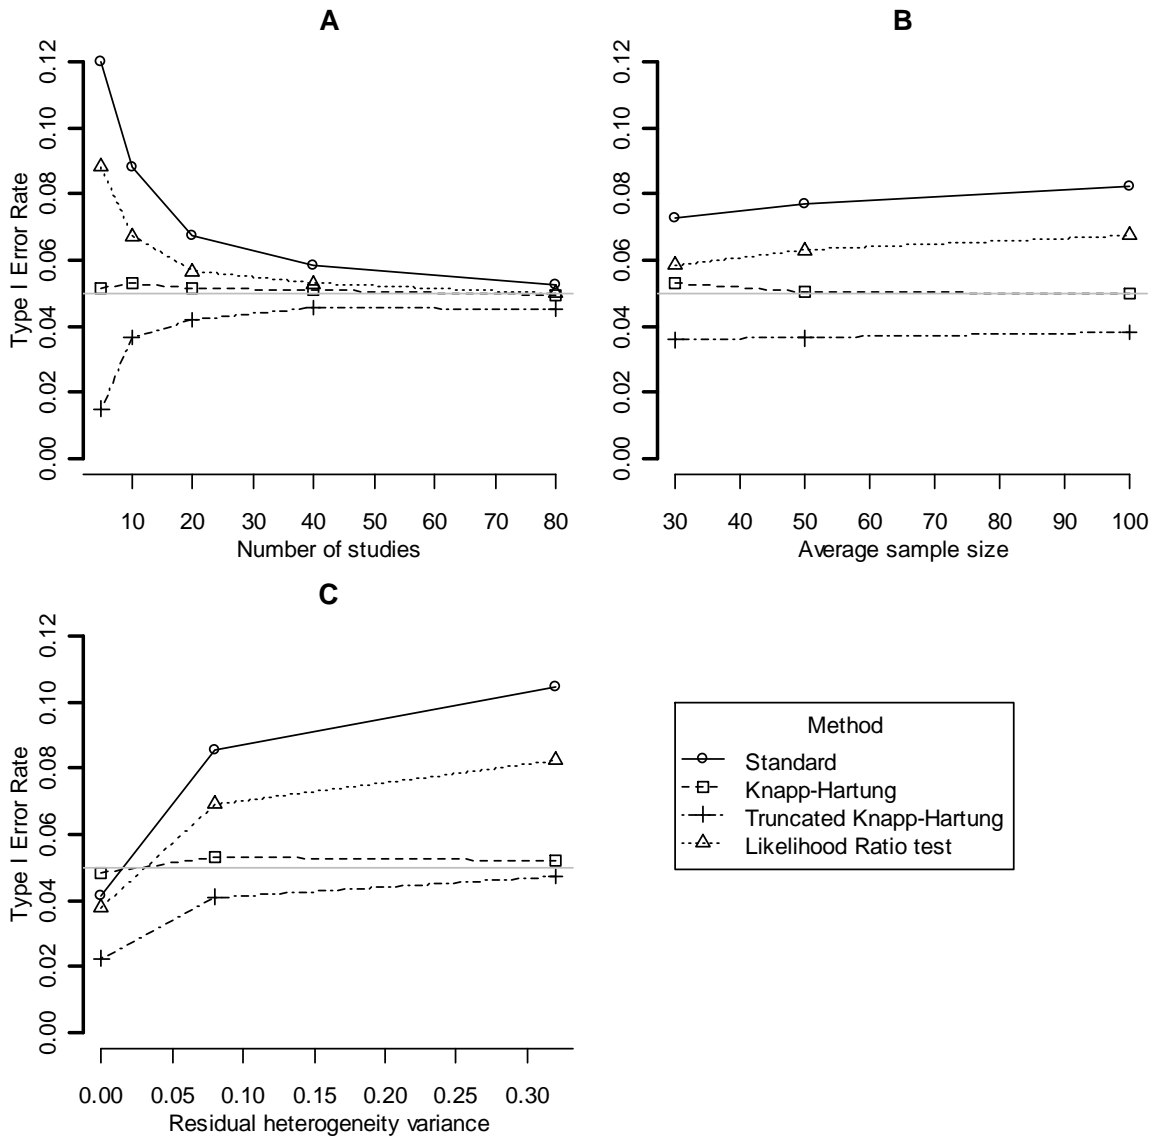 A
Type I Error Rate
0.12
0.10
0.08
0.06
0.04
0.02
0.00
10 20 30 40 50 60 70 80
Number of studies
B
0.12
0.10
0.08
0.06
0.04
0.02
0.00
30 40 50 60 70 80 90 100
Average sample size
C
Type I Error Rate
0.12
0.10
0.08
0.06
0.04
0.02
0.00
0.00 0.05 0.10 0.15 0.20 0.25 0.30
Residual heterogeneity variance
Method
Standard
Knapp-Hartung
Truncated Knapp-Hartung
Likelihood Ratio test